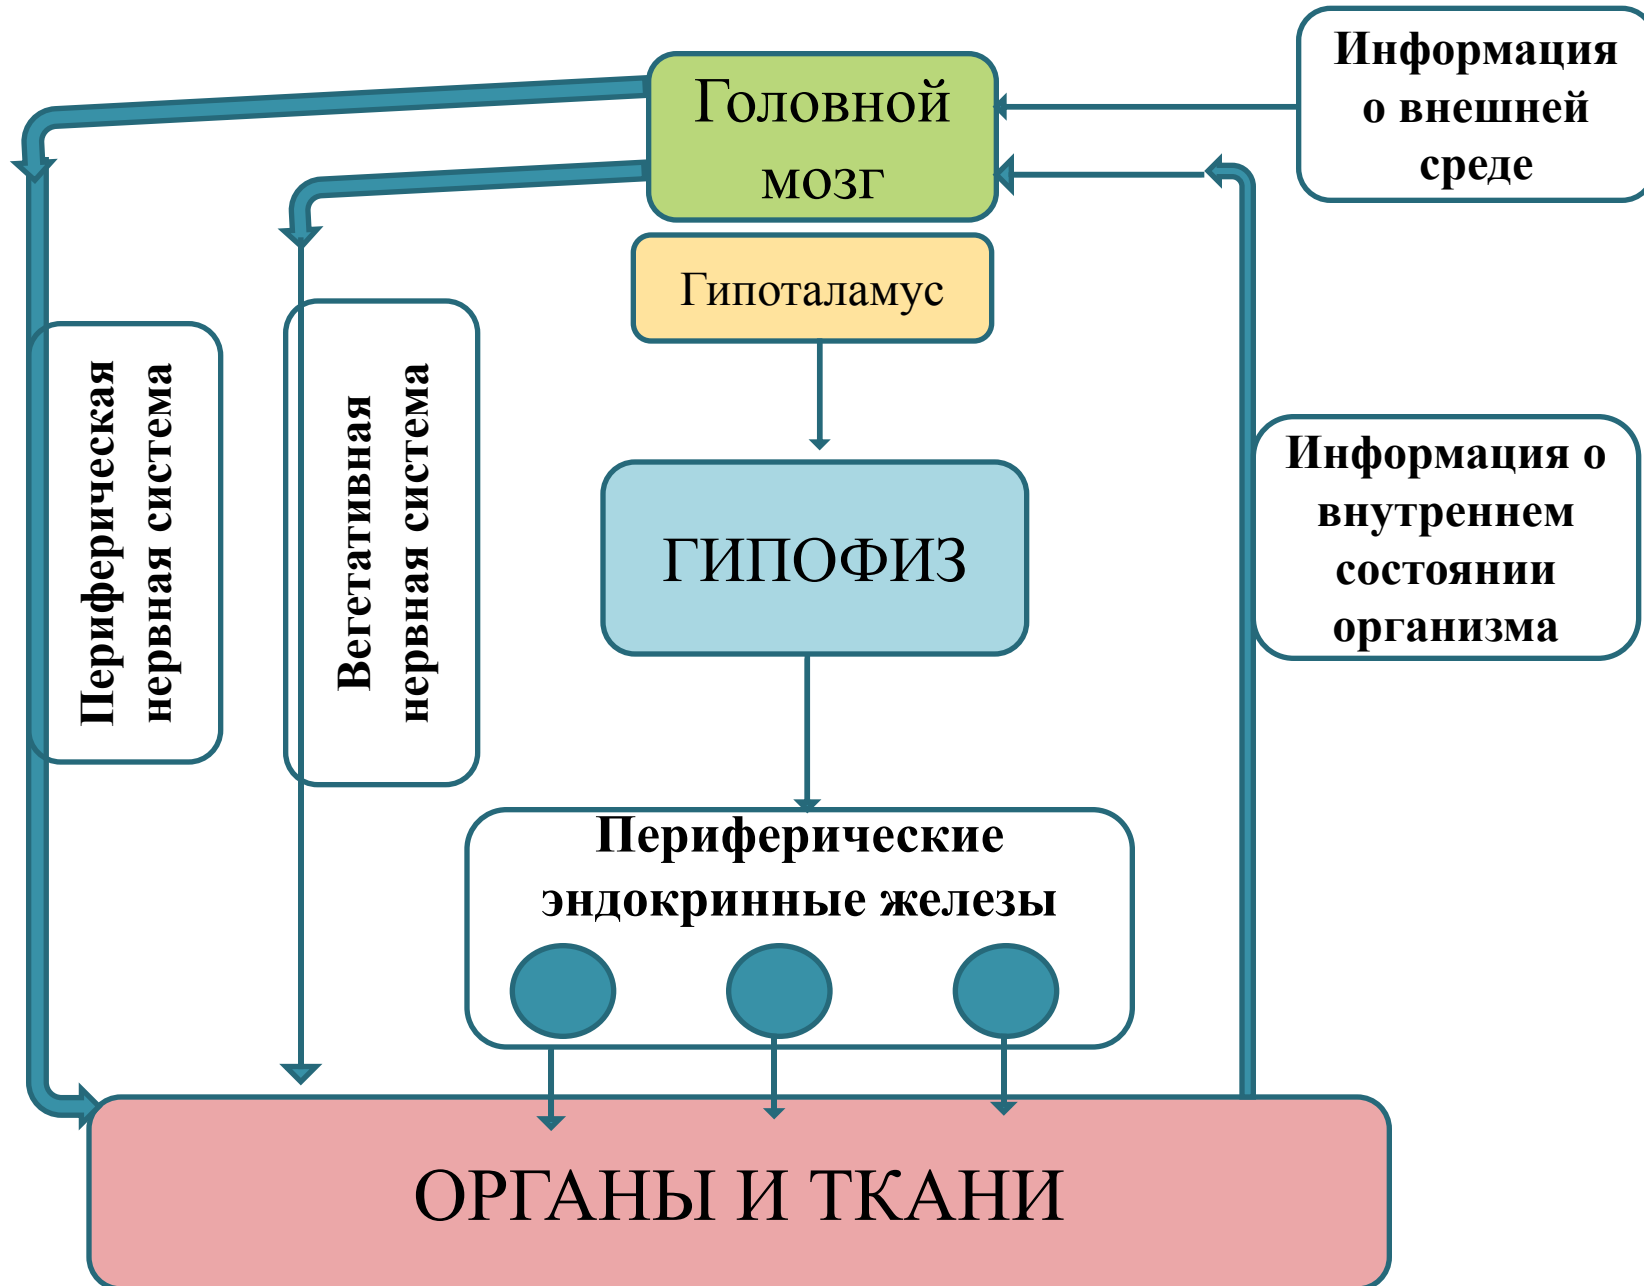 Головной
мозг
Информация
о внешней
среде
Гипоталамус
Периферическая
нервная система
Вегетативная
нервная система
ГИПОФИЗ
Информация о
внутреннем
состоянии
организма
Периферические
эндокринные железы
ОРГАНЫ И ТКАНИ